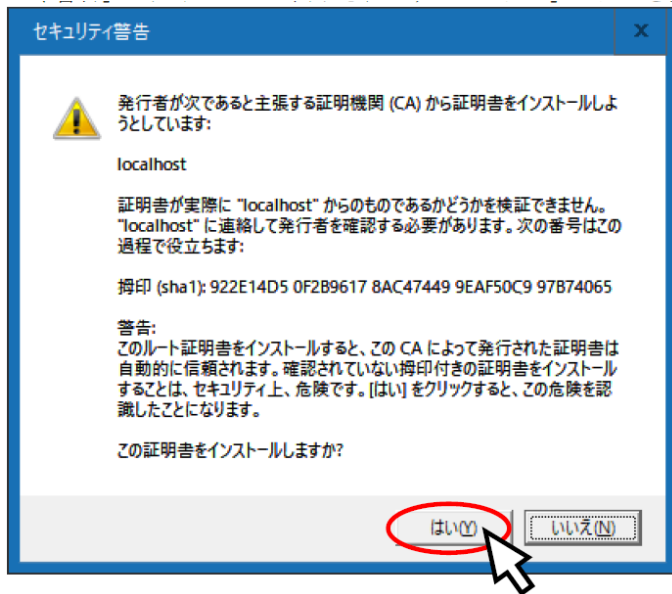 セキュリティ警告
発行者が次であると主張する証明機関 (CA) から証明書をインストールしよ
うとしています:
localhost
証明書が実際に "localhost" からのものであるかどうかを検証できません。
"localhost" に連絡して発行者を確認する必要があります。次の番号はこの
過程で役立ちます:
拇印 (sha1): 922E14D5 0F2B9617 8AC47449 9EAF50C9 97B74065
警告:
このルート証明書をインストールすると、この CA によって発行された証明書は
自動的に信頼されます。確認されていない拇印付きの証明書をインストール
することは、セキュリティ上、危険です。[はい] をクリックすると、この危険を認
識したことになります。
この証明書をインストールしますか?
はい(Y) いいえ(N)